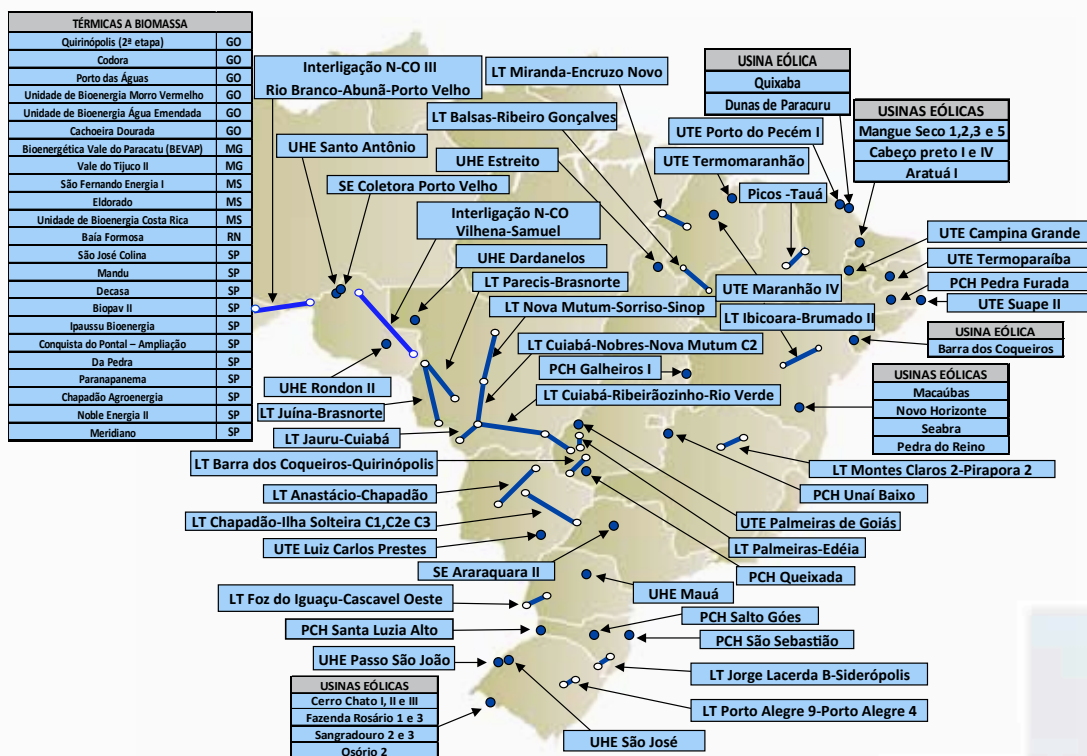 TÉRMICAS A BIOMASSA
Quirinópolis (2ª etapa) GO
Codora GO
Porto das Águas GO
Unidade de Bioenergia Morro Vermelho GO
Unidade de Bioenergia Água Emendada GO
Cachoeira Dourada GO
Bioenergética Vale do Paracatu (BEVAP) MG
Vale do Tijuco II MG
São Fernando Energia I MS
Eldorado MS
Unidade de Bioenergia Costa Rica MS
Baía Formosa RN
São José Colina SP
Mandu SP
Decasa SP
Biopav II SP
Ipaussu Bioenergia SP
Conquista do Pontal – Ampliação SP
Da Pedra SP
Paranapanema SP
Chapadão Agroenergia SP
Noble Energia II SP
Meridiano SP
Interligação N-CO III
Rio Branco-Abunã-Porto Velho
UHE Santo Antônio
SE Coletora Porto Velho
Interligação N-CO
Vilhena-Samuel
UHE Dardanelos
LT Parecis-Brasnorte
LT Nova Mutum-Sorriso-Sinop
LT Cuiabá-Nobres-Nova Mutum C2
PCH Galheiros I
LT Cuiabá-Ribeirãozinho-Rio Verde
UHE Rondon II
LT Juína-Brasnorte
LT Jauru-Cuiabá
LT Miranda-Encruzo Novo
LT Balsas-Ribeiro Gonçalves
UHE Estreito
USINA EÓLICA
Quixaba
Dunas de Paracuru
UTE Porto do Pecém I
UTE Termomaranhão
Picos -Tauá
USINAS EÓLICAS
Mangue Seco 1,2,3 e 5
Cabeço preto I e IV
Aratuá I
UTE Campina Grande
UTE Termoparaíba
PCH Pedra Furada
UTE Suape II
UTE Maranhão IV
LT Ibicoara-Brumado II
USINA EÓLICA
Barra dos Coqueiros
USINAS EÓLICAS
Macaúbas
Novo Horizonte
Seabra
Pedra do Reino
LT Montes Claros 2-Pirapora 2
PCH Unaí Baixo
UTE Palmeiras de Goiás
LT Palmeiras-Edéia
PCH Queixada
LT Barra dos Coqueiros-Quirinópolis
LT Anastácio-Chapadão
LT Chapadão-Ilha Solteira C1,C2e C3
UTE Luiz Carlos Prestes
SE Araraquara II
UHE Mauá
LT Foz do Iguaçu-Cascavel Oeste
PCH Salto Góes
PCH Santa Luzia Alto
PCH São Sebastião
UHE Passo São João
LT Jorge Lacerda B-Siderópolis
LT Porto Alegre 9-Porto Alegre 4
UHE São José
USINAS EÓLICAS
Cerro Chato I, II e III
Fazenda Rosário 1 e 3
Sangradouro 2 e 3
Osório 2